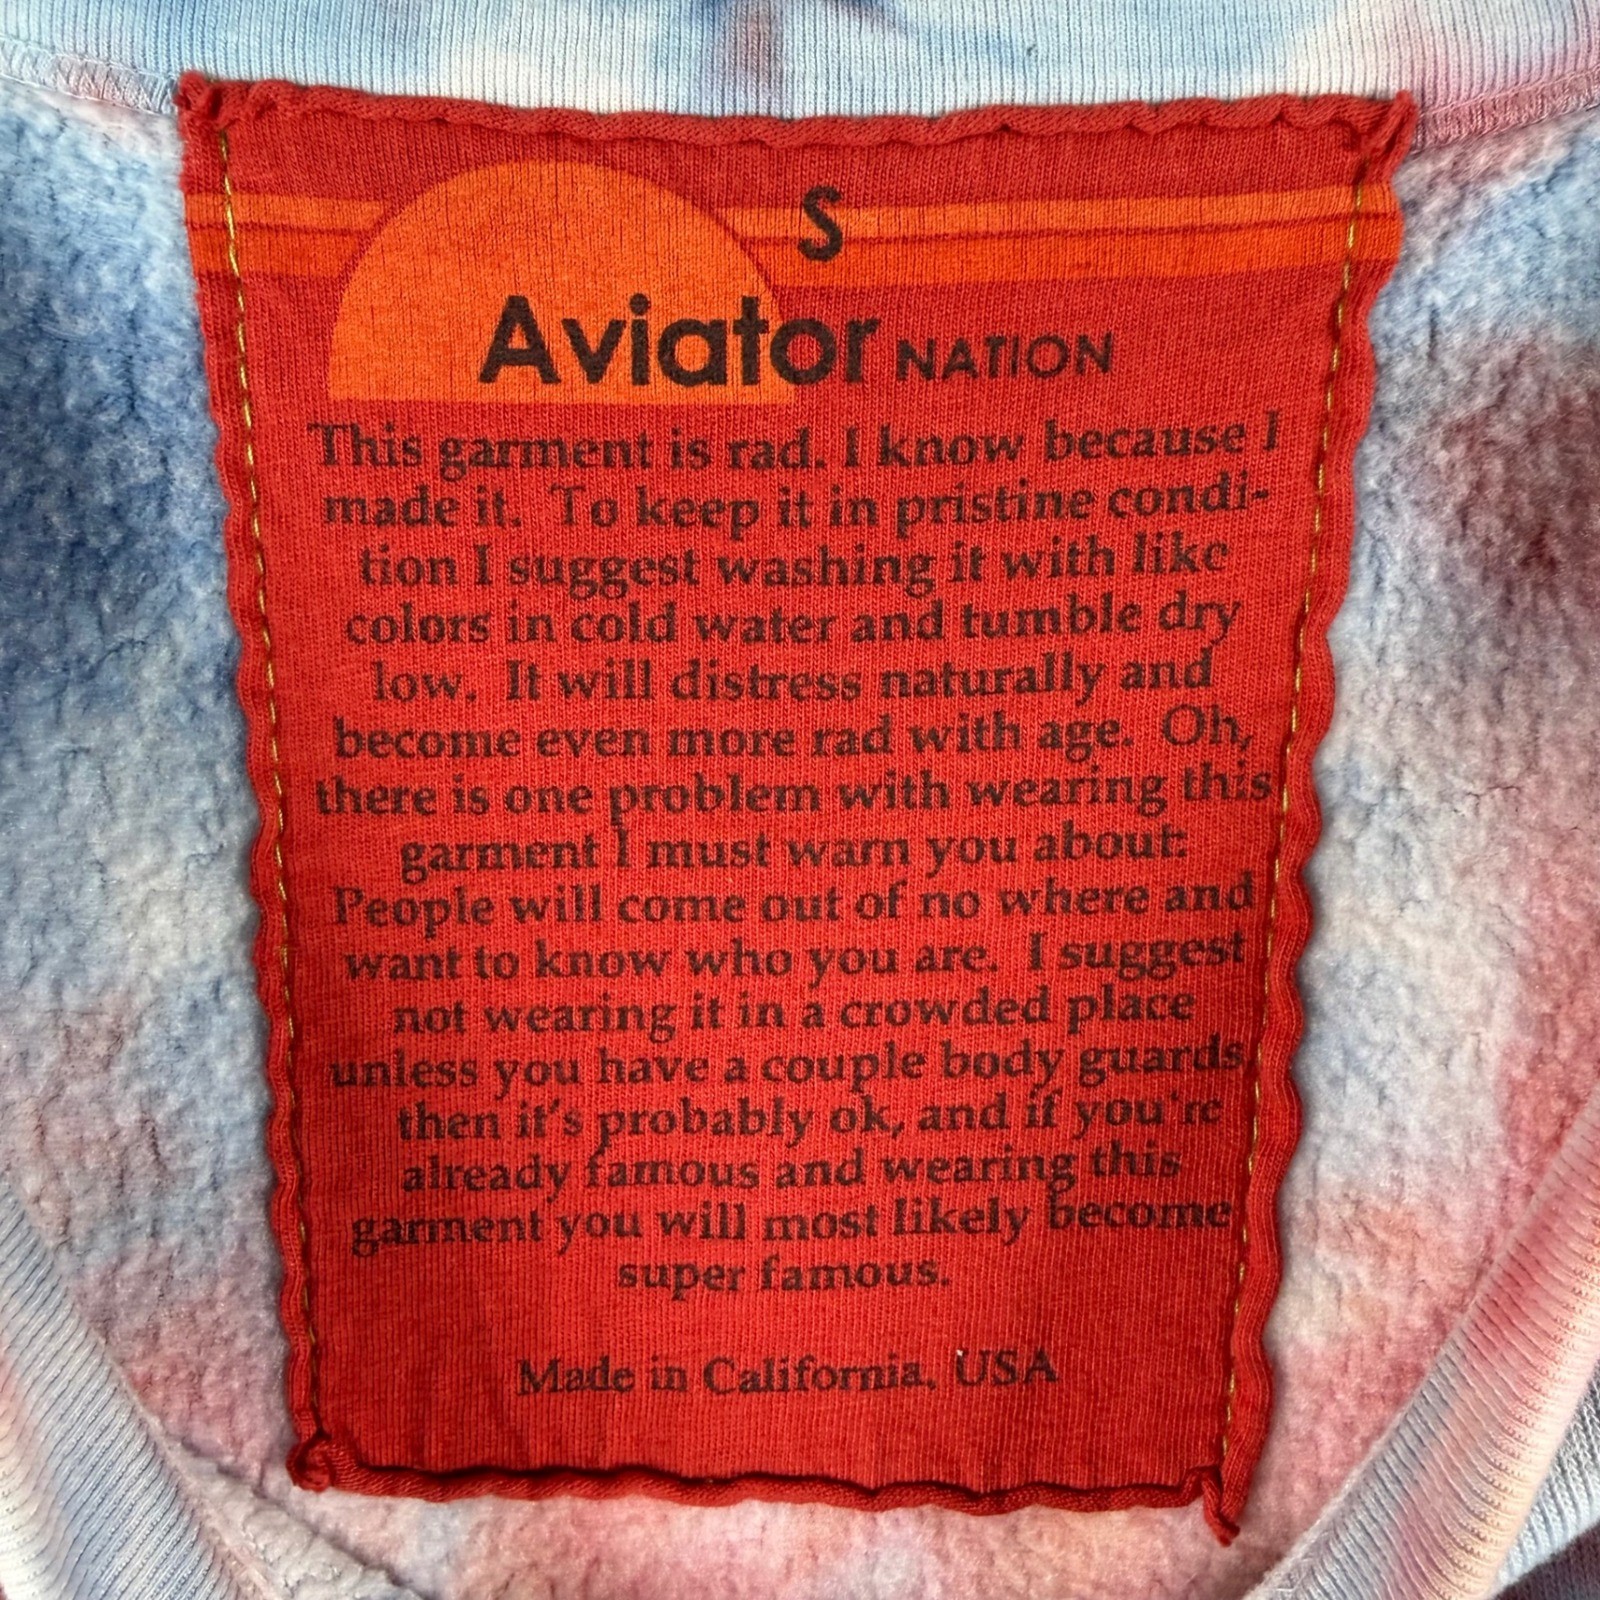 S
Aviator NATION
This garment is rad. I know because I
made it. To keep it in pristine condi-
tion I suggest washing it with like
colors in cold water and tumble dry
low. It will distress naturally and
become even more rad with age. Oh,
there is one problem with wearing this
garment I must warn you about:
People will come out of no where and
want to know who you are. I suggest
not wearing it in a crowded place
unless you have a couple body guards
then it's probably ok, and if you're
already famous and wearing this
garment you will most likely become
super famous.
Made in California, USA